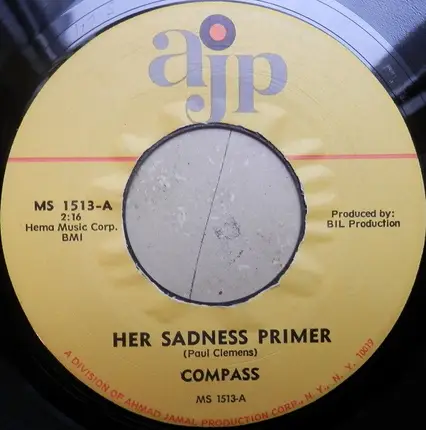 ajp
MS 1513-A
2:16
Hema Music Corp.
BMI
Produced by:
BIL Production
HER SADNESS PRIMER
(Paul Clemens)
COMPASS
MS 1513-A
A DIVISION OF AHMAD JAMAL PRODUCTION CORP., N. Y., N. Y. 10019